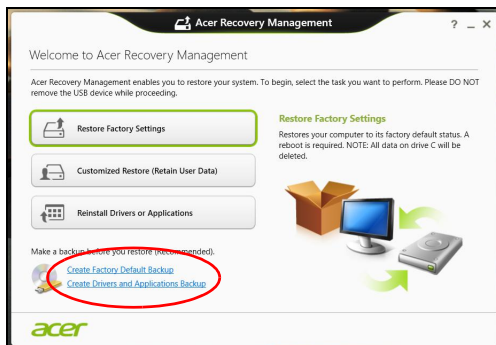 Acer Recovery Management
? _ X
Welcome to Acer Recovery Management
Acer Recovery Management enables you to restore your system. To begin, select the task you want to perform. Please DO NOT
remove the USB device while proceeding.
Restore Factory Settings
Customized Restore (Retain User Data)
Reinstall Drivers or Applications
Restore Factory Settings
Restores your computer to its factory default status. A
reboot is required. NOTE: All data on drive C will be
deleted.
Make a backup before you restore (Recommended).
Create Factory Default Backup
Create Drivers and Applications Backup
acer